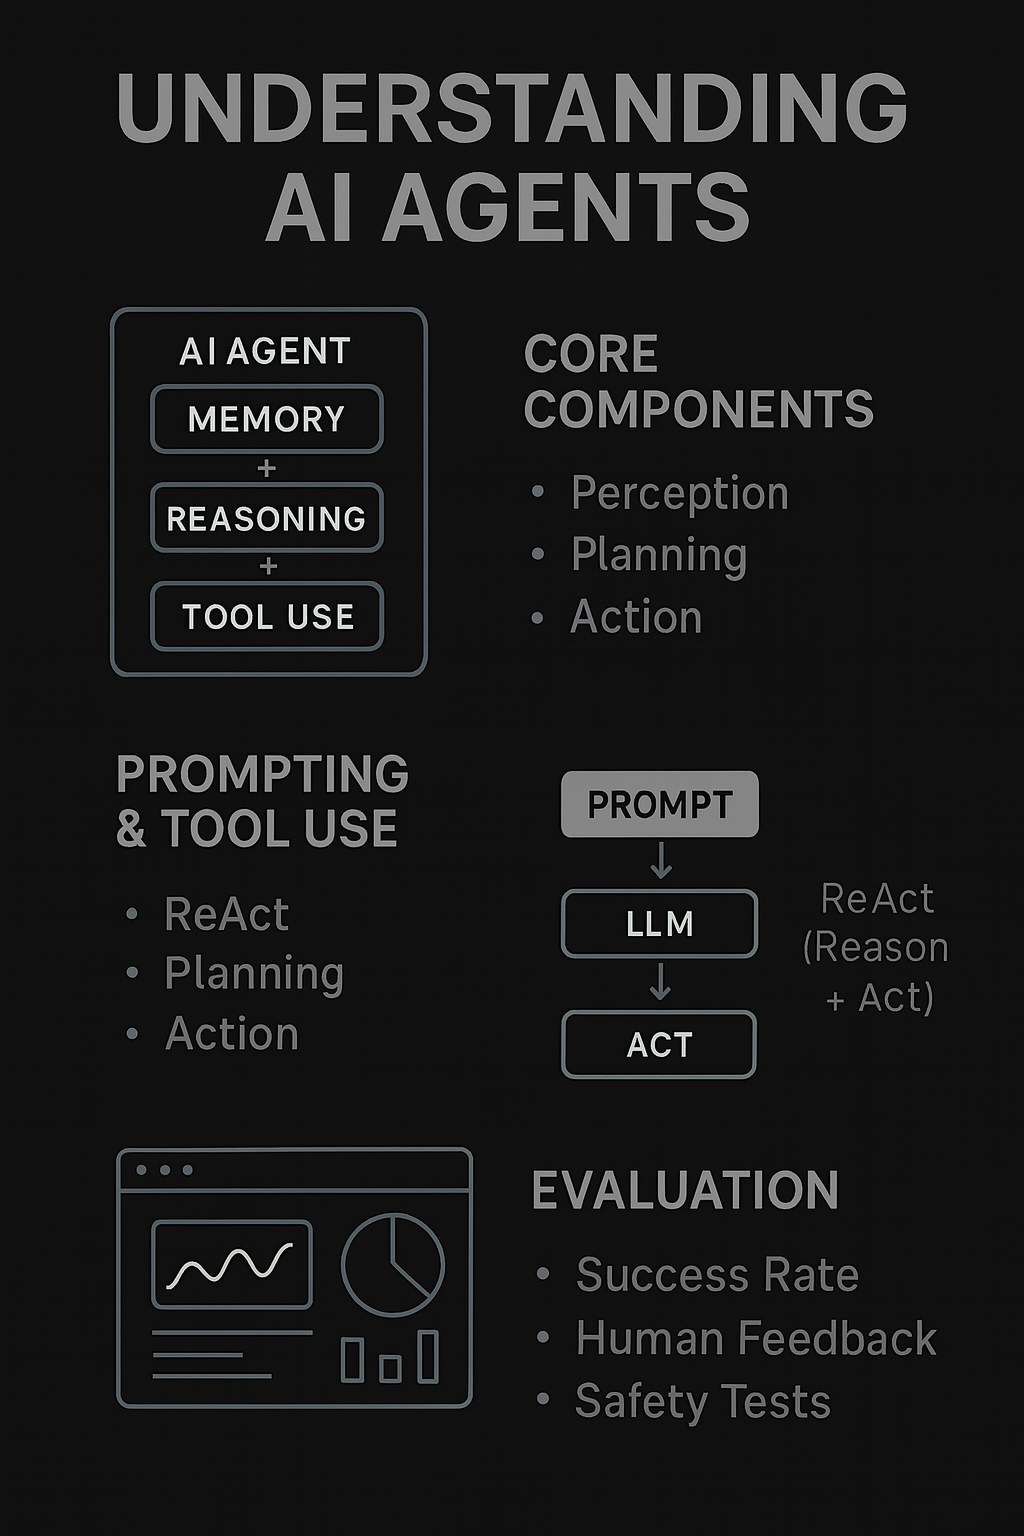 UNDERSTANDING
AI AGENTS
AI AGENT
MEMORY
+
REASONING
+
TOOL USE
CORE
COMPONENTS
• Perception
• Planning
• Action
PROMPTING
& TOOL USE
• ReAct
• Planning
• Action
PROMPT
LLM
ACT
ReAct
(Reason
+ Act)
EVALUATION
• Success Rate
• Human Feedback
• Safety Tests